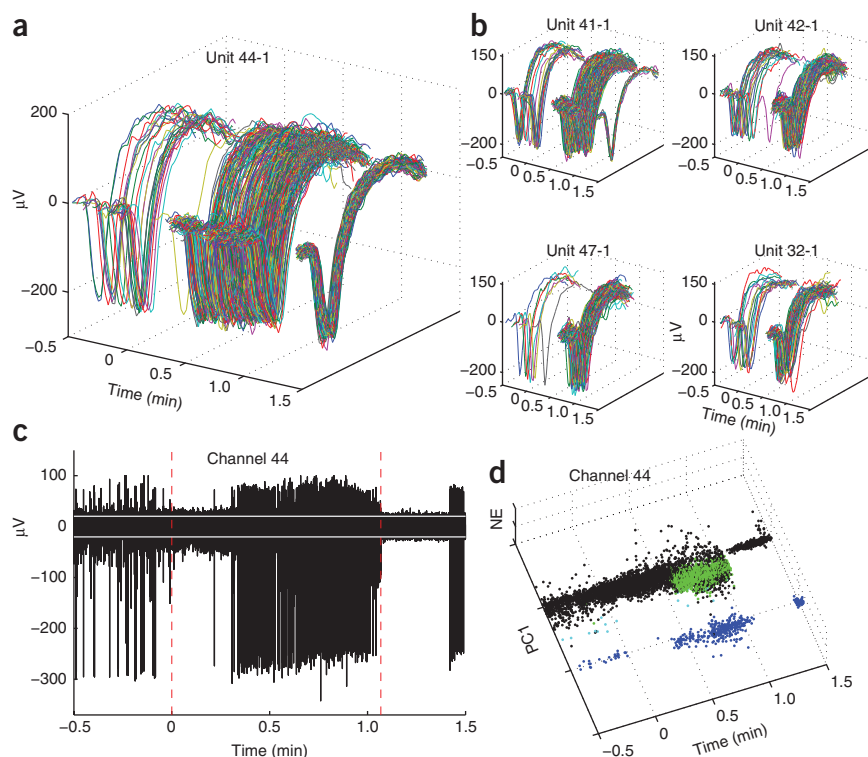 a
Unit 44-1
200
0
−200
μV
−0.5
0
0.5
1.0
1.5
Time (min)
b
Unit 41-1
150
0
−200
−0.5
0
0.5
1.0
1.5
Unit 42-1
150
0
−200
−0.5
0
0.5
1.0
1.5
Unit 47-1
150
0
−200
−0.5
0
0.5
1.0
1.5
Unit 32-1
150
0
μV
−200
−0.5
0
0.5
1.0
1.5
Time (min)
c
Channel 44
100
0
−100
−200
−300
μV
−0.5
0
0.5
1.0
1.5
Time (min)
d
Channel 44
NE
PC1
−0.5
0
0.5
1.0
1.5
Time (min)